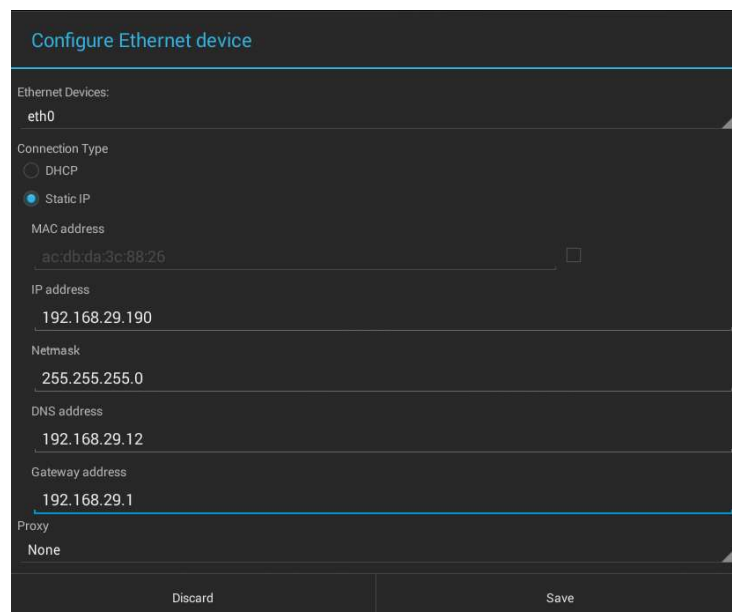 Configure Ethernet device
Ethernet Devices:
eth0
Connection Type
DHCP
Static IP
MAC address
ac:db:da:3c:88:26
IP address
192.168.29.190
Netmask
255.255.255.0
DNS address
192.168.29.12
Gateway address
192.168.29.1
Proxy
None
Discard Save